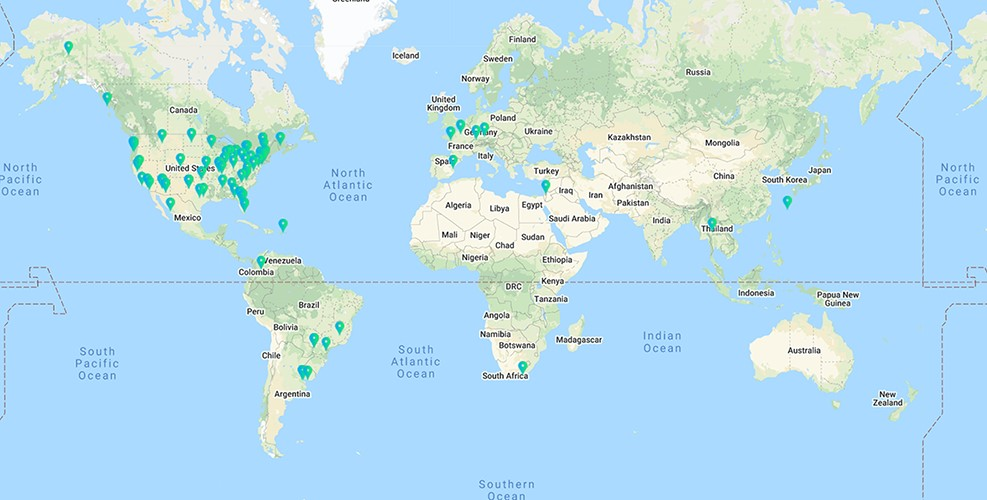 Greenland
Iceland
Finland
Sweden
Norway
Russia
Canada
United
Kingdom
Poland
Germany
Ukraine
Kazakhstan
Mongolia
France
Italy
Spain
Turkey
North
Pacific
Ocean
United States
North
Atlantic
Ocean
Japan
South Korea
China
North
Pacific
Ocean
Iraq
Iran
Afghanistan
Pakistan
Algeria
Libya
Egypt
Saudi Arabia
India
Mexico
Mali
Niger
Chad
Sudan
Thailand
Nigeria
Ethiopia
Venezuela
Colombia
DRC
Kenya
Tanzania
Indonesia
Papua New
Guinea
Brazil
Peru
Bolivia
Angola
Namibia
Botswana
Madagascar
Indian
Ocean
South
Pacific
Ocean
Chile
South
Atlantic
Ocean
Australia
South Africa
Argentina
New
Zealand
Southern
Ocean